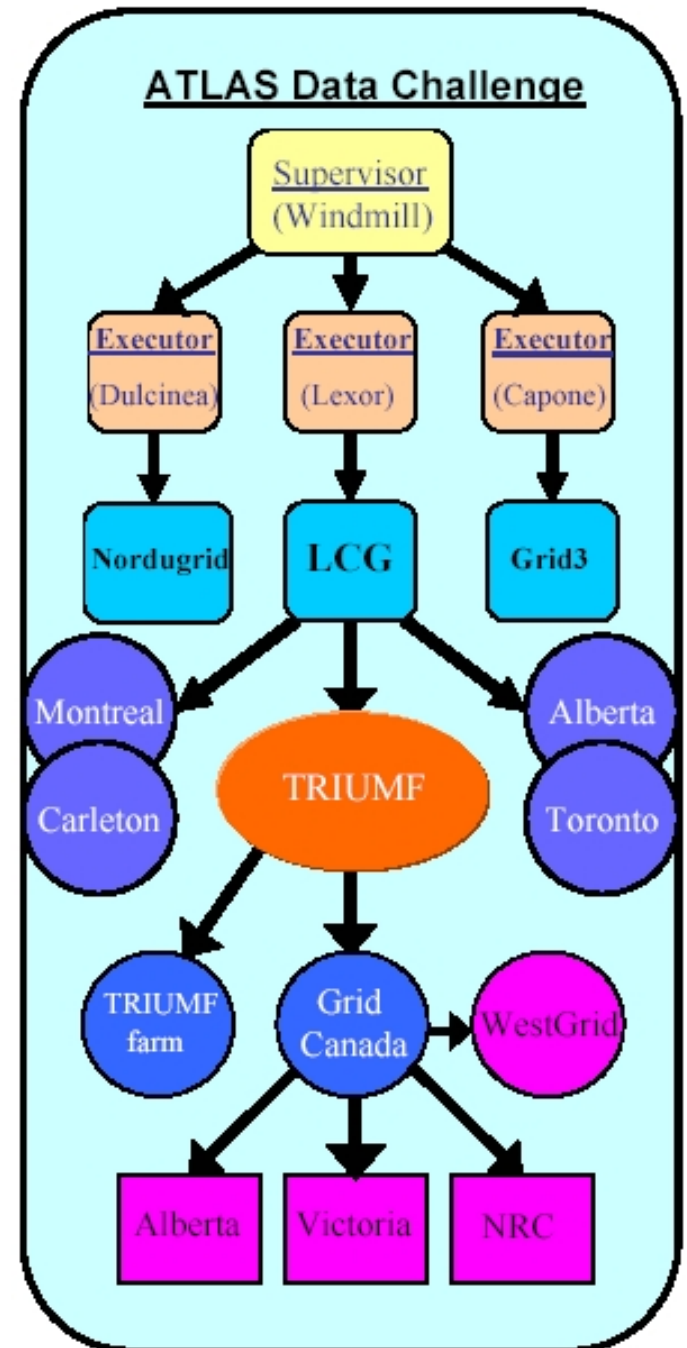 ATLAS Data Challenge
Supervisor
(Windmill)
Executor
(Dulcinea)
Executor
(Lexor)
Executor
(Capone)
Nordugrid
LCG
Grid3
Montreal
Carleton
TRIUMF
Alberta
Toronto
TRIUMF
farm
Grid
Canada
WestGrid
Alberta
Victoria
NRC